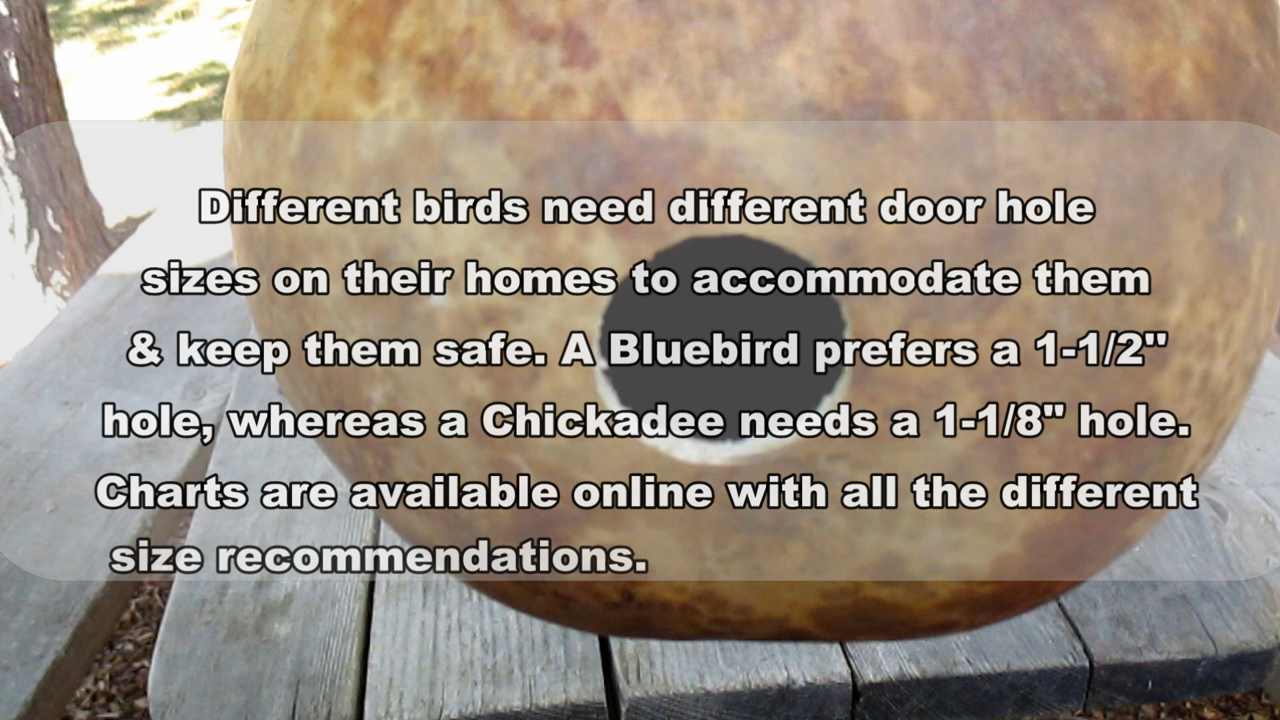 Different birds need different door hole
sizes on their homes to accommodate them
& keep them safe. A Bluebird prefers a 1-1/2"
hole, whereas a Chickadee needs a 1-1/8" hole.
Charts are available online with all the different
size recommendations.